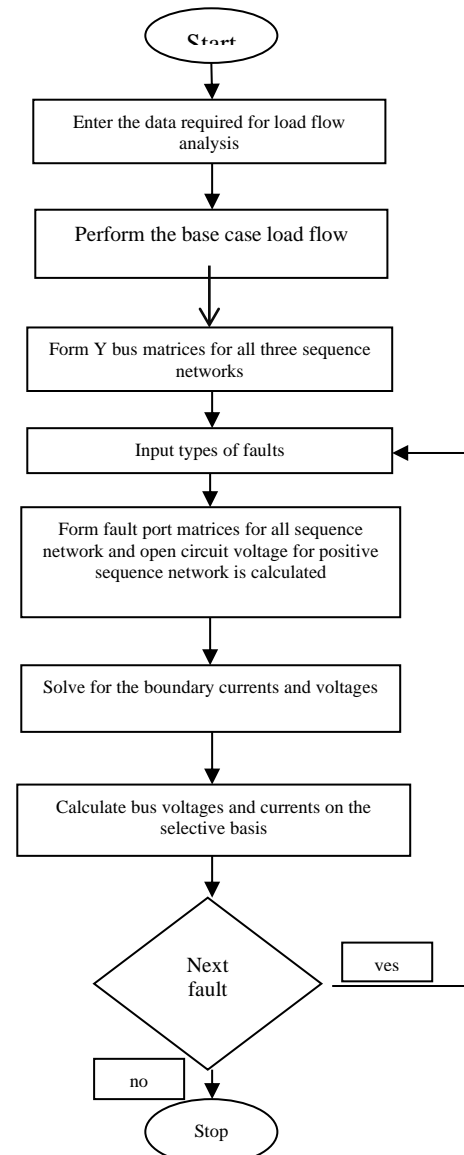 Start
Enter the data required for load flow
analysis
Perform the base case load flow
Form Y bus matrices for all three sequence
networks
Input types of faults
Form fault port matrices for all sequence
network and open circuit voltage for positive
sequence network is calculated
Solve for the boundary currents and voltages
Calculate bus voltages and currents on the
selective basis
Next
fault
yes
no
Stop